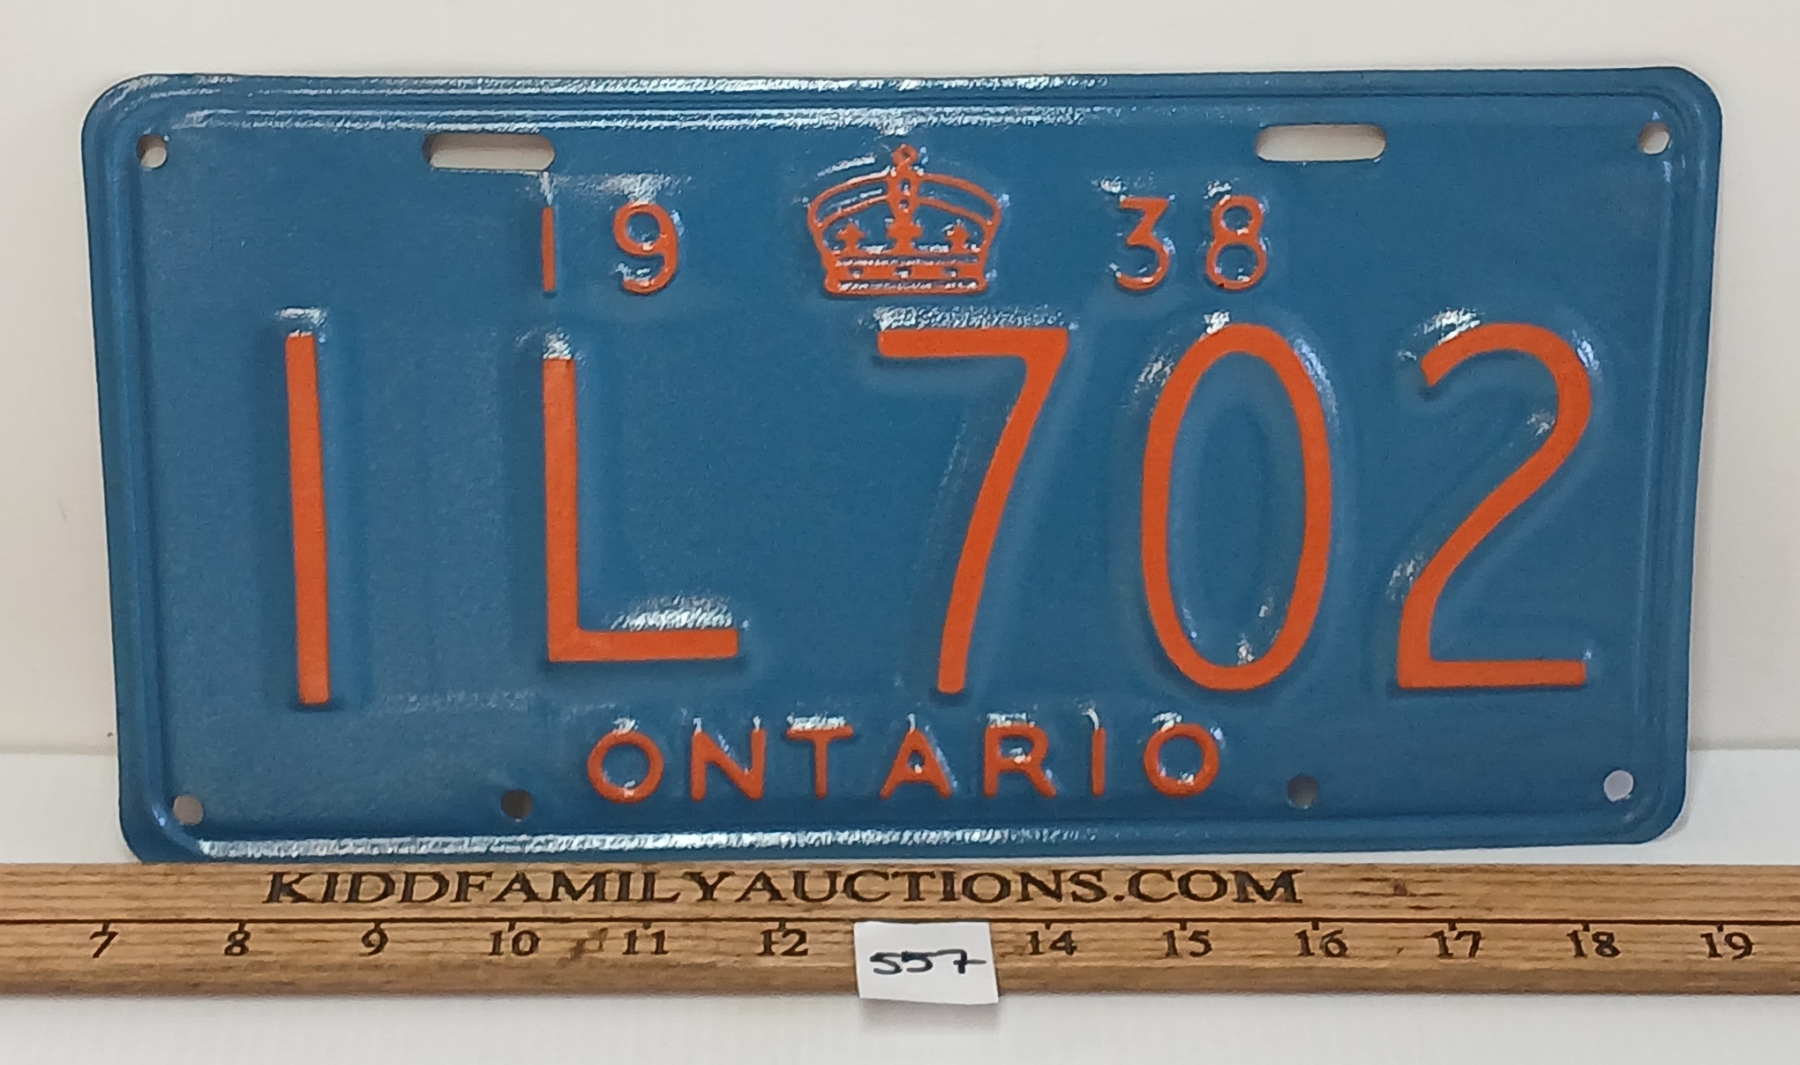 19 38
1L 702
ONTARIO
KIDDFAMILYAUCTIONS.COM
7 8 9 10 11 12 14 15 16 17 18 19
557